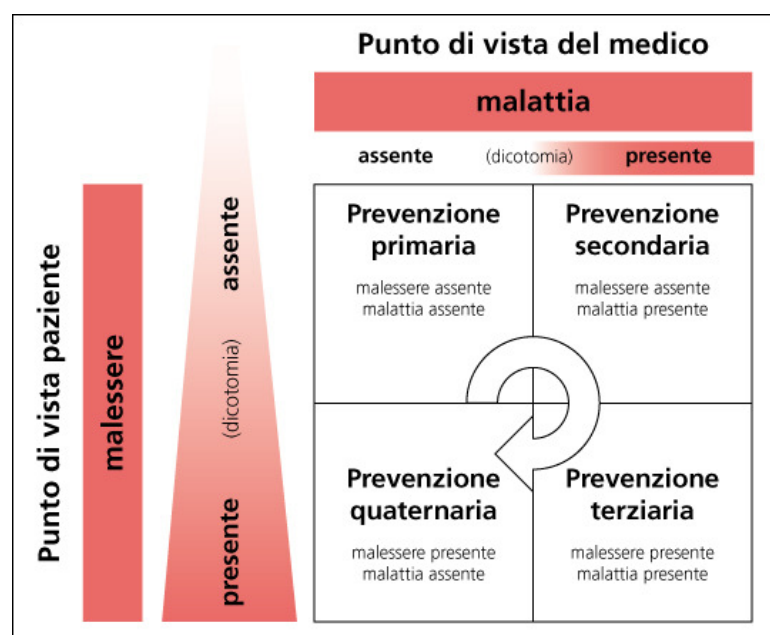 Punto di vista del medico
malattia
assente (dicotomia) presente
Punto di vista paziente
malessere
assente
(dicotomia)
presente
Prevenzione
primaria
malessere assente
malattia assente
Prevenzione
secondaria
malessere assente
malattia presente
Prevenzione
quaternaria
malessere presente
malattia assente
Prevenzione
terziaria
malessere presente
malattia presente